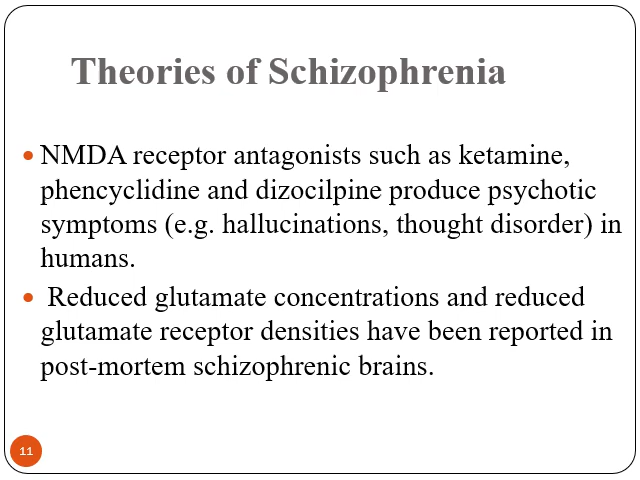 Theories of Schizophrenia
• NMDA receptor antagonists such as ketamine,
phencyclidine and dizocilpine produce psychotic
symptoms (e.g. hallucinations, thought disorder) in
humans.
• Reduced glutamate concentrations and reduced
glutamate receptor densities have been reported in
post-mortem schizophrenic brains.
11